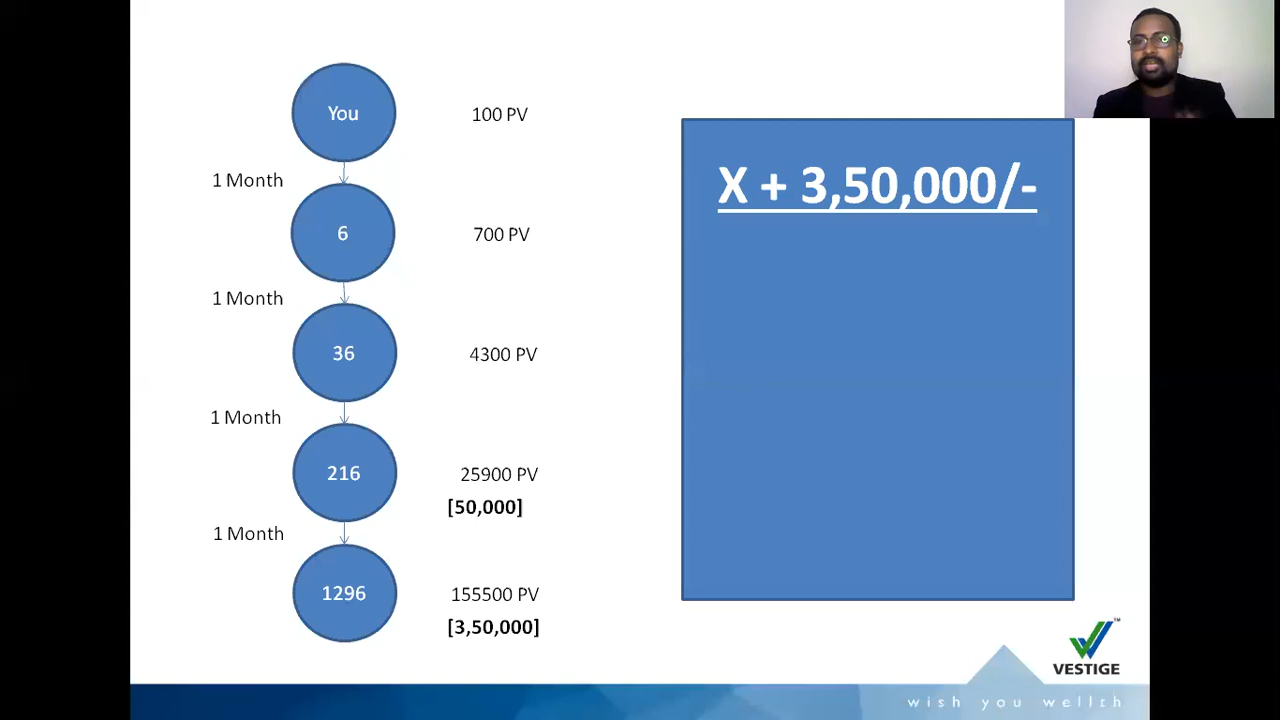 You
100 PV
1 Month
6
700 PV
1 Month
36
4300 PV
1 Month
216
25900 PV
[50,000]
1 Month
1296
155500 PV
[3,50,000]
X + 3,50,000/-
VESTIGE™
wish you wellth